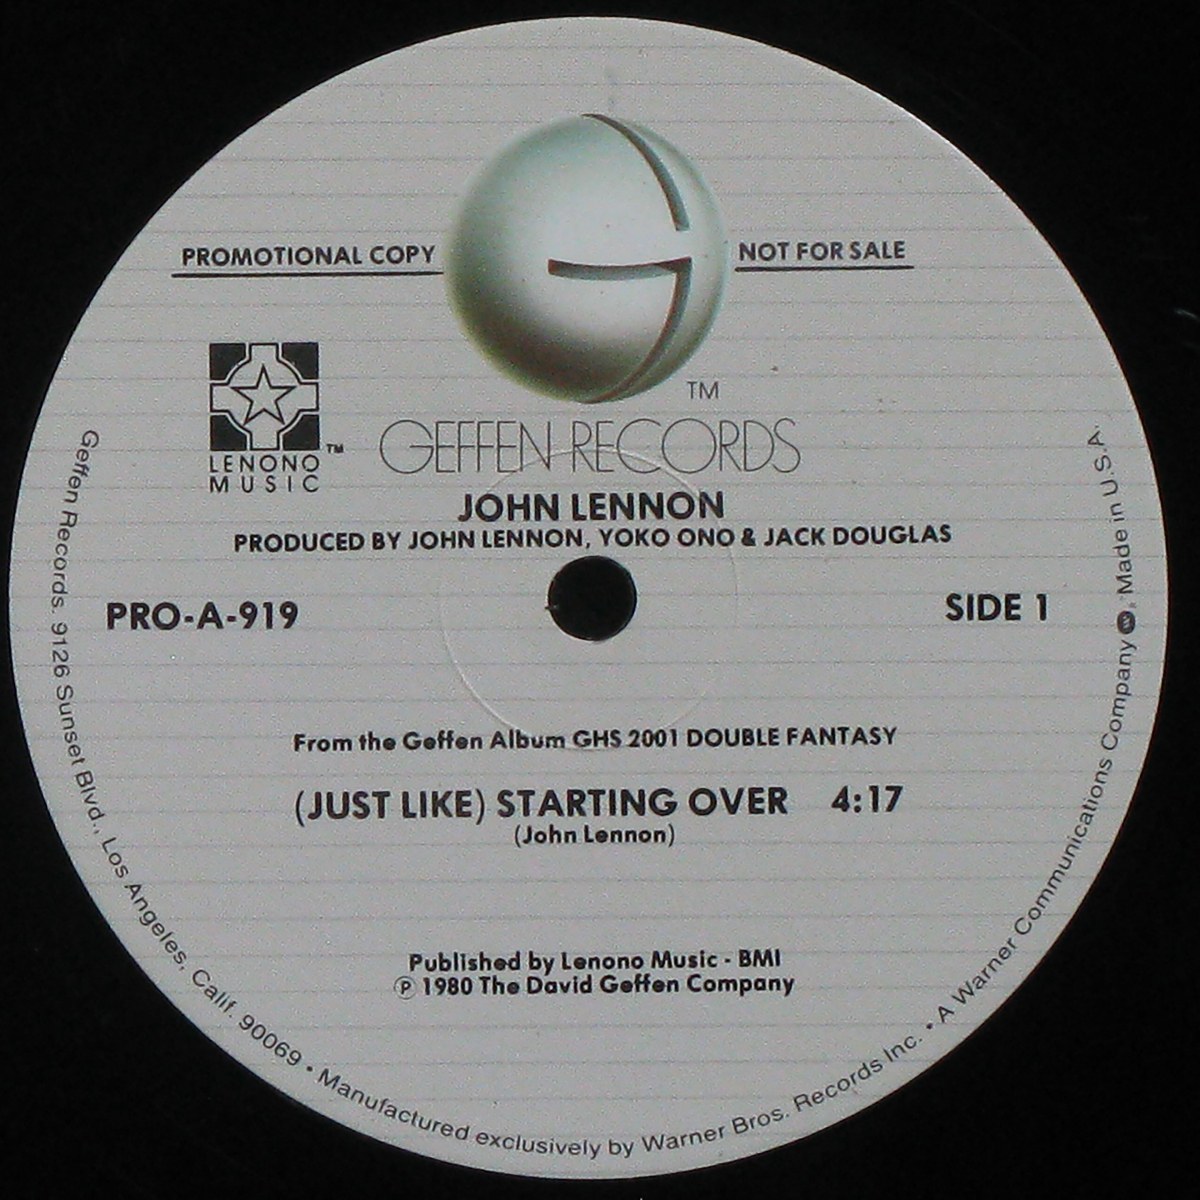 PROMOTIONAL COPY NOT FOR SALE
TM
LENONO TM
MUSIC
GEFFEN RECORDS
JOHN LENNON
PRODUCED BY JOHN LENNON, YOKO ONO & JACK DOUGLAS
PRO-A-919 SIDE 1
From the Geffen Album GHS 2001 DOUBLE FANTASY
(JUST LIKE) STARTING OVER 4:17
(John Lennon)
Published by Lenono Music - BMI
℗ 1980 The David Geffen Company
Geffen Records. 9126 Sunset Blvd., Los Angeles, Calif. 90069 • Manufactured exclusively by Warner Bros. Records Inc. • A Warner Communications Company Made in U.S.A.